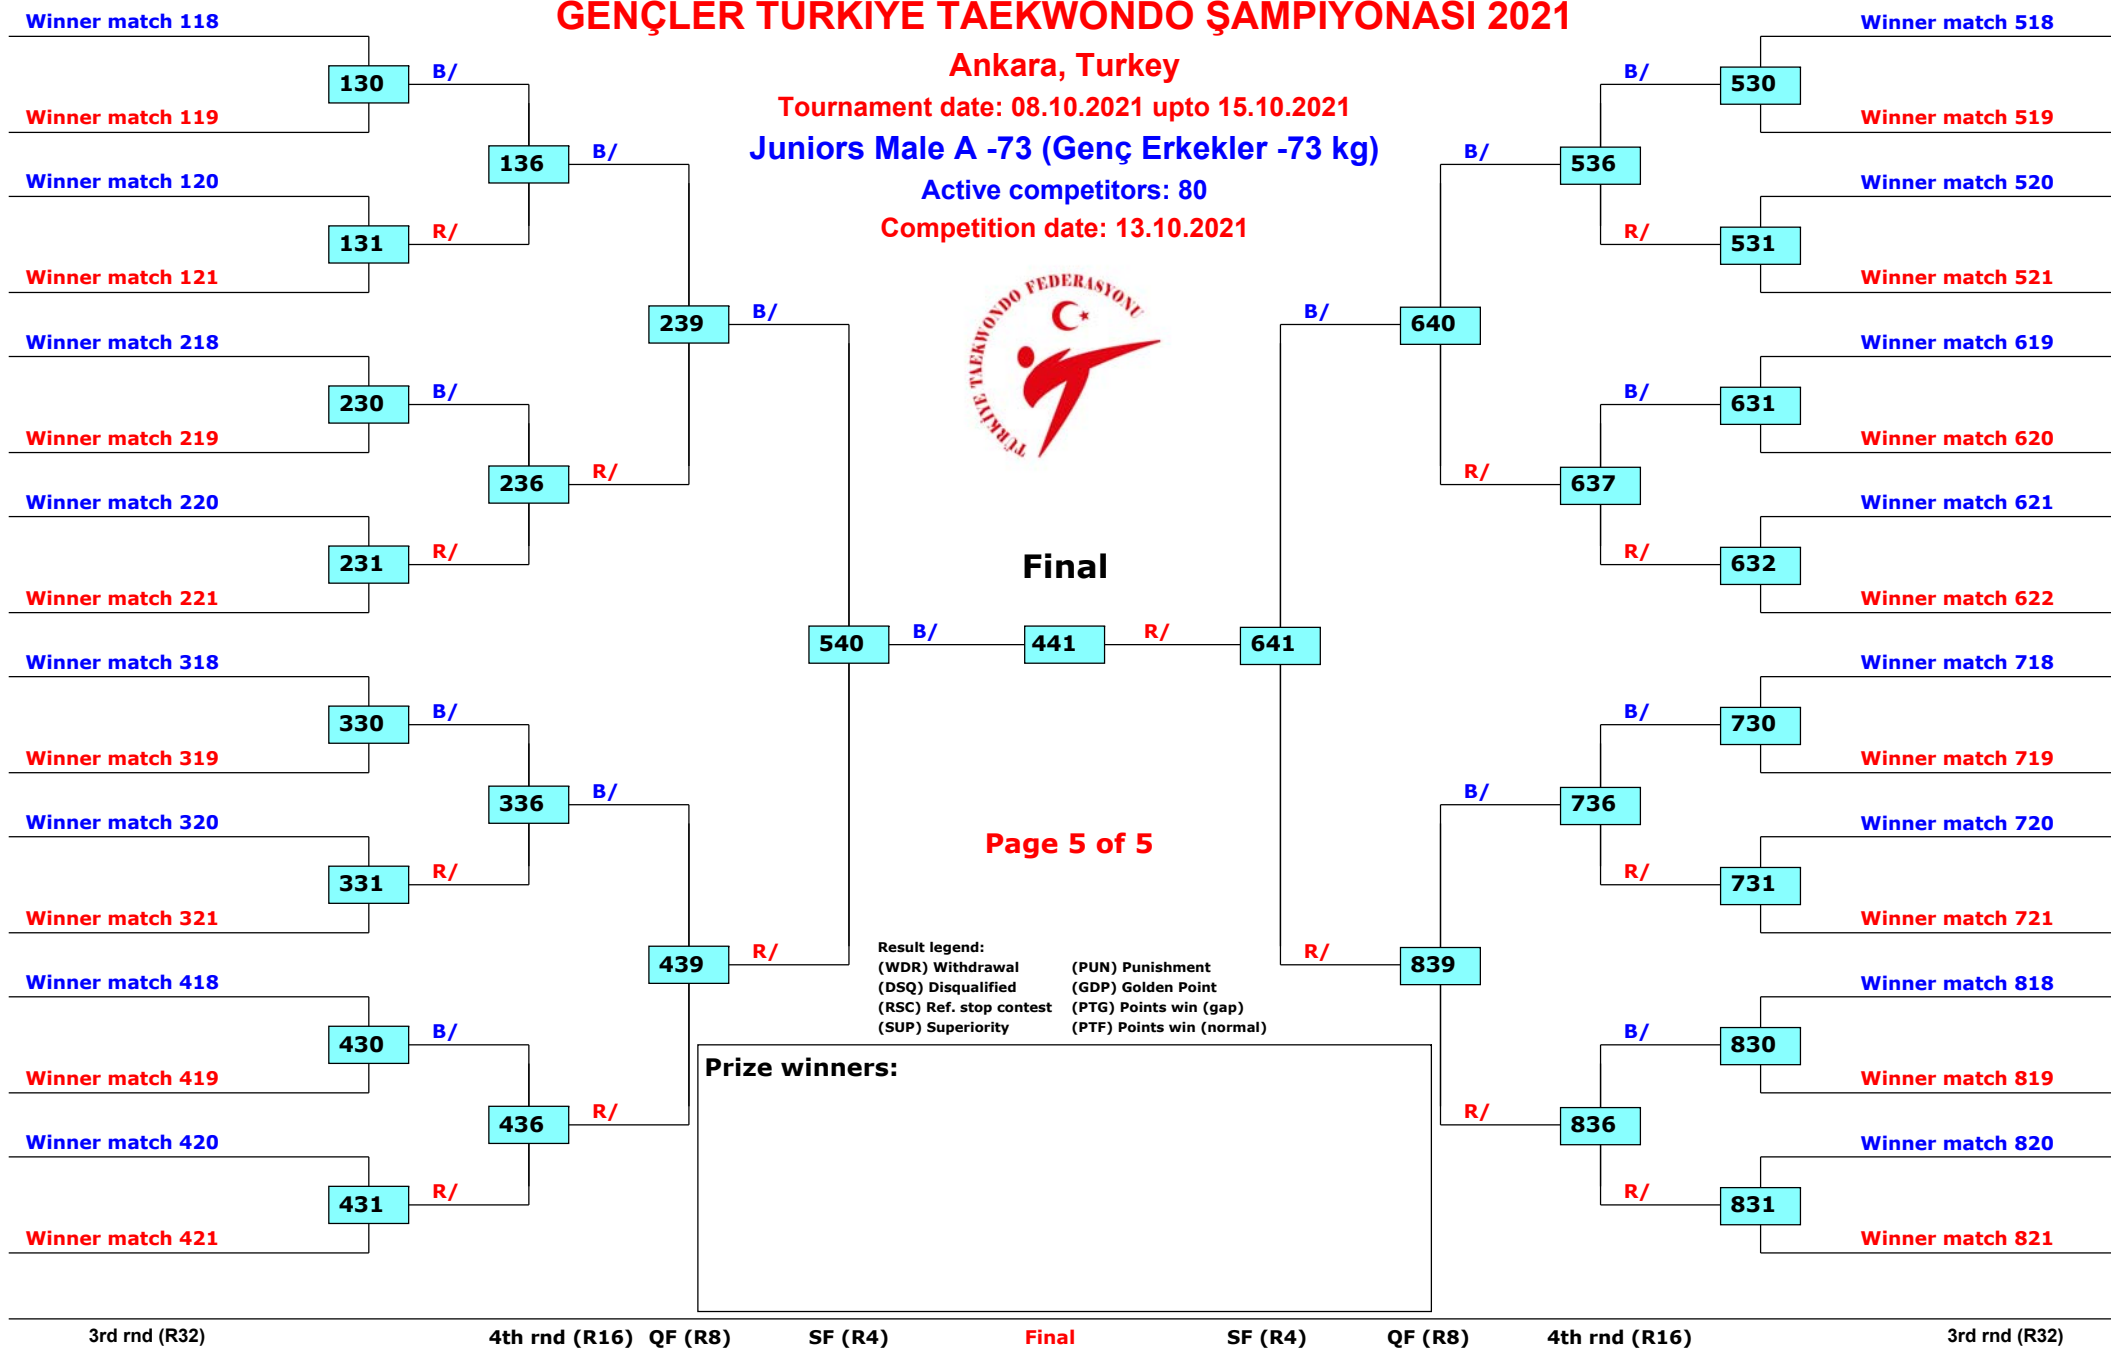 GENÇLER TÜRKİYE TAEKWONDO ŞAMPİYONASI 2021
Ankara, Turkey
Tournament date: 08.10.2021 upto 15.10.2021
Juniors Male A -73 (Genç Erkekler -73 kg)
Active competitors: 80
Competition date: 13.10.2021
TÜRKİYE TAEKWONDO FEDERASYONU
Winner match 118
130
B/
Winner match 119
136
B/
Winner match 120
131
R/
Winner match 121
239
B/
Winner match 218
230
B/
Winner match 219
236
R/
Winner match 220
231
R/
Winner match 221
540
B/
Winner match 318
330
B/
Winner match 319
336
B/
Winner match 320
331
R/
Winner match 321
439
R/
Winner match 418
430
B/
Winner match 419
436
R/
Winner match 420
431
R/
Winner match 421
Final
441
R/
641
Winner match 518
B/
530
Winner match 519
B/
536
Winner match 520
R/
531
Winner match 521
B/
640
Winner match 619
B/
631
Winner match 620
R/
637
Winner match 621
R/
632
Winner match 622
Winner match 718
B/
730
Winner match 719
B/
736
Winner match 720
R/
731
Winner match 721
R/
839
Winner match 818
B/
830
Winner match 819
R/
836
Winner match 820
R/
831
Winner match 821
Page 5 of 5
Result legend:
(WDR) Withdrawal (PUN) Punishment
(DSQ) Disqualified (GDP) Golden Point
(RSC) Ref. stop contest (PTG) Points win (gap)
(SUP) Superiority (PTF) Points win (normal)
Prize winners:
3rd rnd (R32) 4th rnd (R16) QF (R8) SF (R4) Final SF (R4) QF (R8) 4th rnd (R16) 3rd rnd (R32)